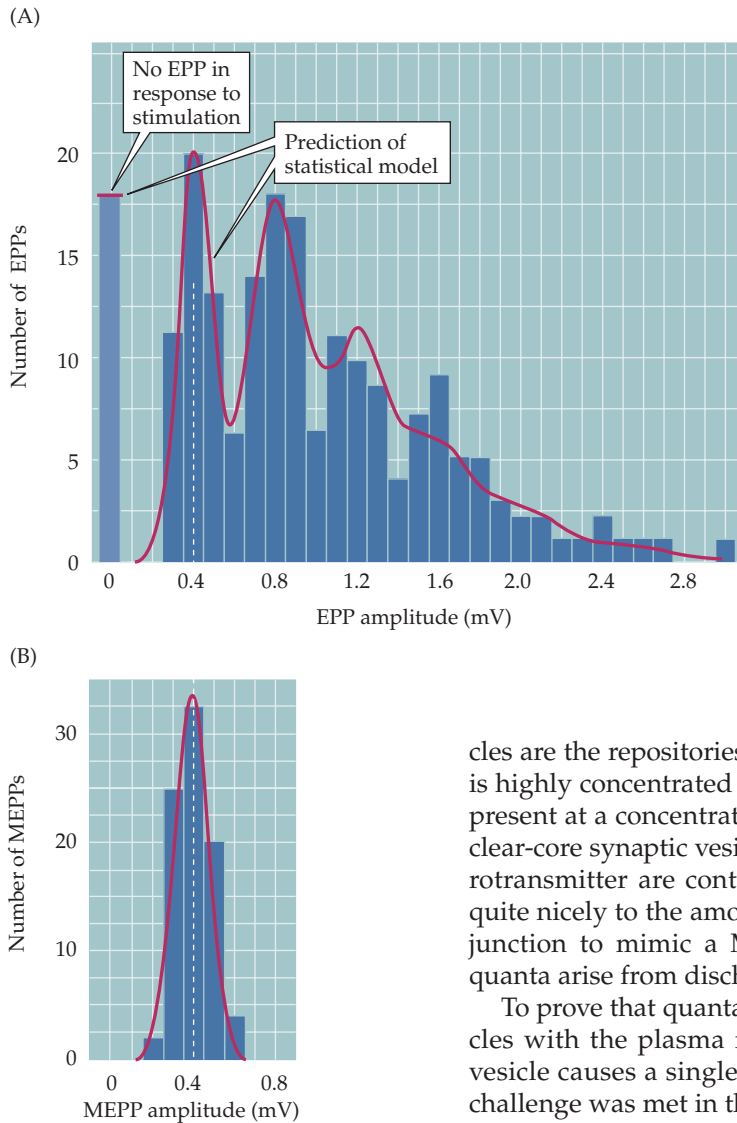 (A)
No EPP in
response to
stimulation
Prediction of
statistical model
Number of EPPs
20
15
10
5
0
0 0.4 0.8 1.2 1.6 2.0 2.4 2.8
EPP amplitude (mV)
(B)
Number of MEPPs
30
20
10
0
0 0.4 0.8
MEPP amplitude (mV)
cles are the repositories
is highly concentrated
present at a concentrat
clear-core synaptic vesi
rotransmitter are cont
quite nicely to the amo
junction to mimic a M
quanta arise from disch
To prove that quanta
cles with the plasma
vesicle causes a single
challenge was met in th